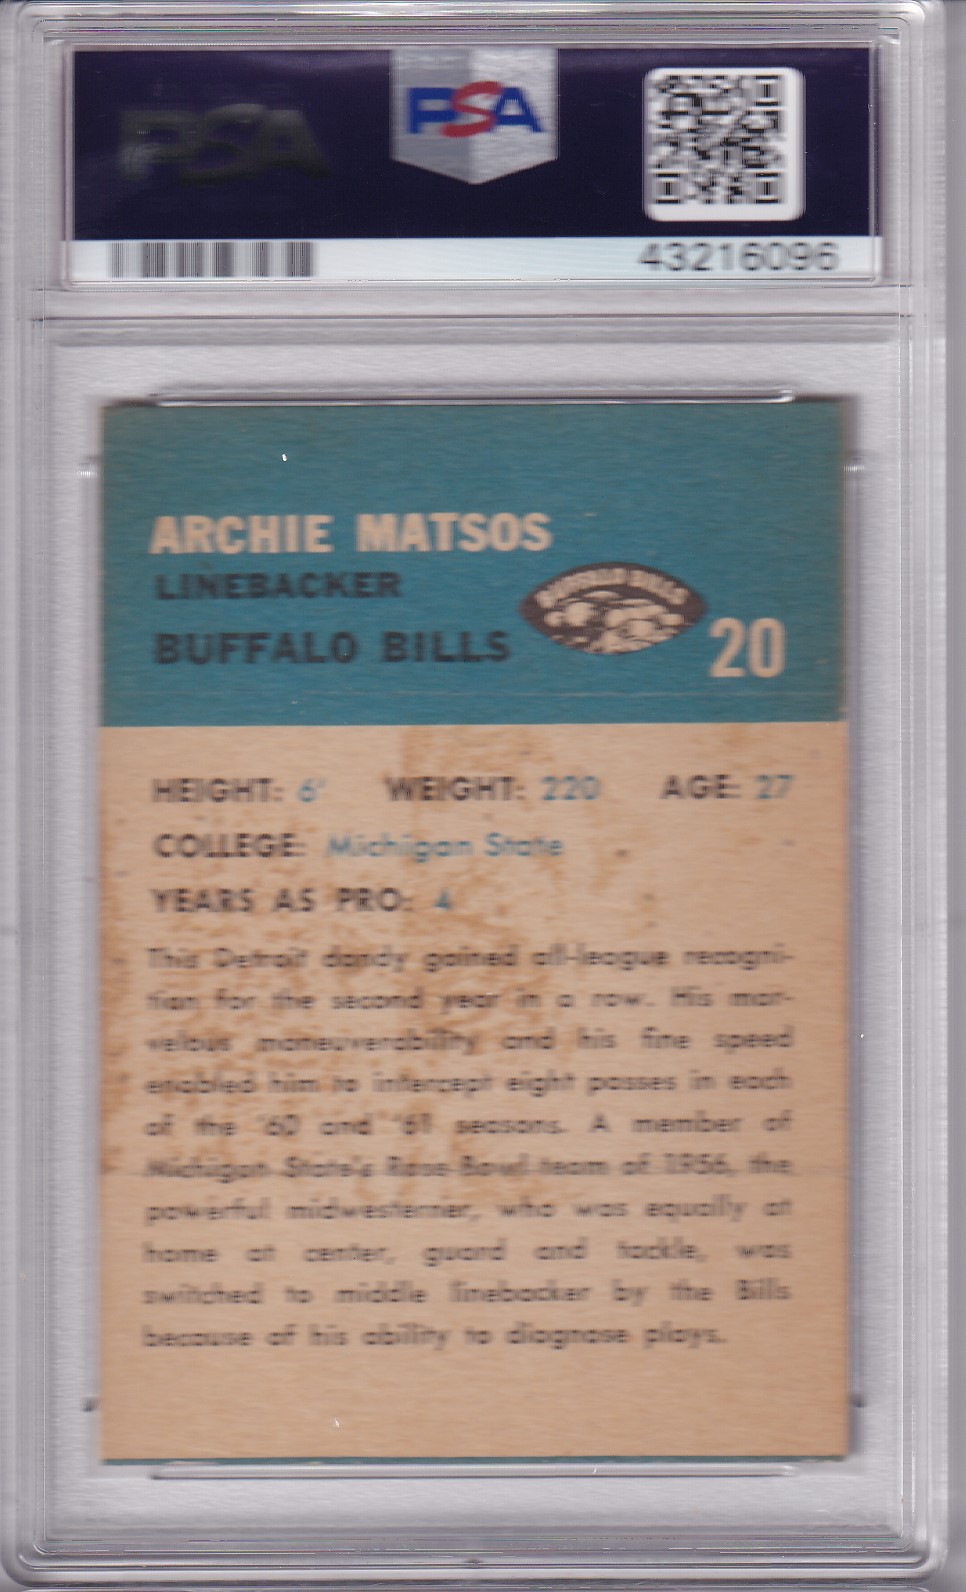 PSA
PSA
43216096
ARCHIE MATSOS
LINEBACKER
BUFFALO BILLS
BUFFALO BILLS
20
HEIGHT: 6' WEIGHT: 220 AGE: 27
COLLEGE: Michigan State
YEARS AS PRO: 4
This Detroit dandy gained all-league recogni-
tion for the second year in a row. His mar-
velous maneuverability and his fine speed
enabled him to intercept eight passes in each
of the '60 and '61 seasons. A member of
Michigan State's Rose Bowl team of 1956, the
powerful midwesterner, who was equally at
home at center, guard and tackle, was
switched to middle linebacker by the Bills
because of his ability to diagnose plays.